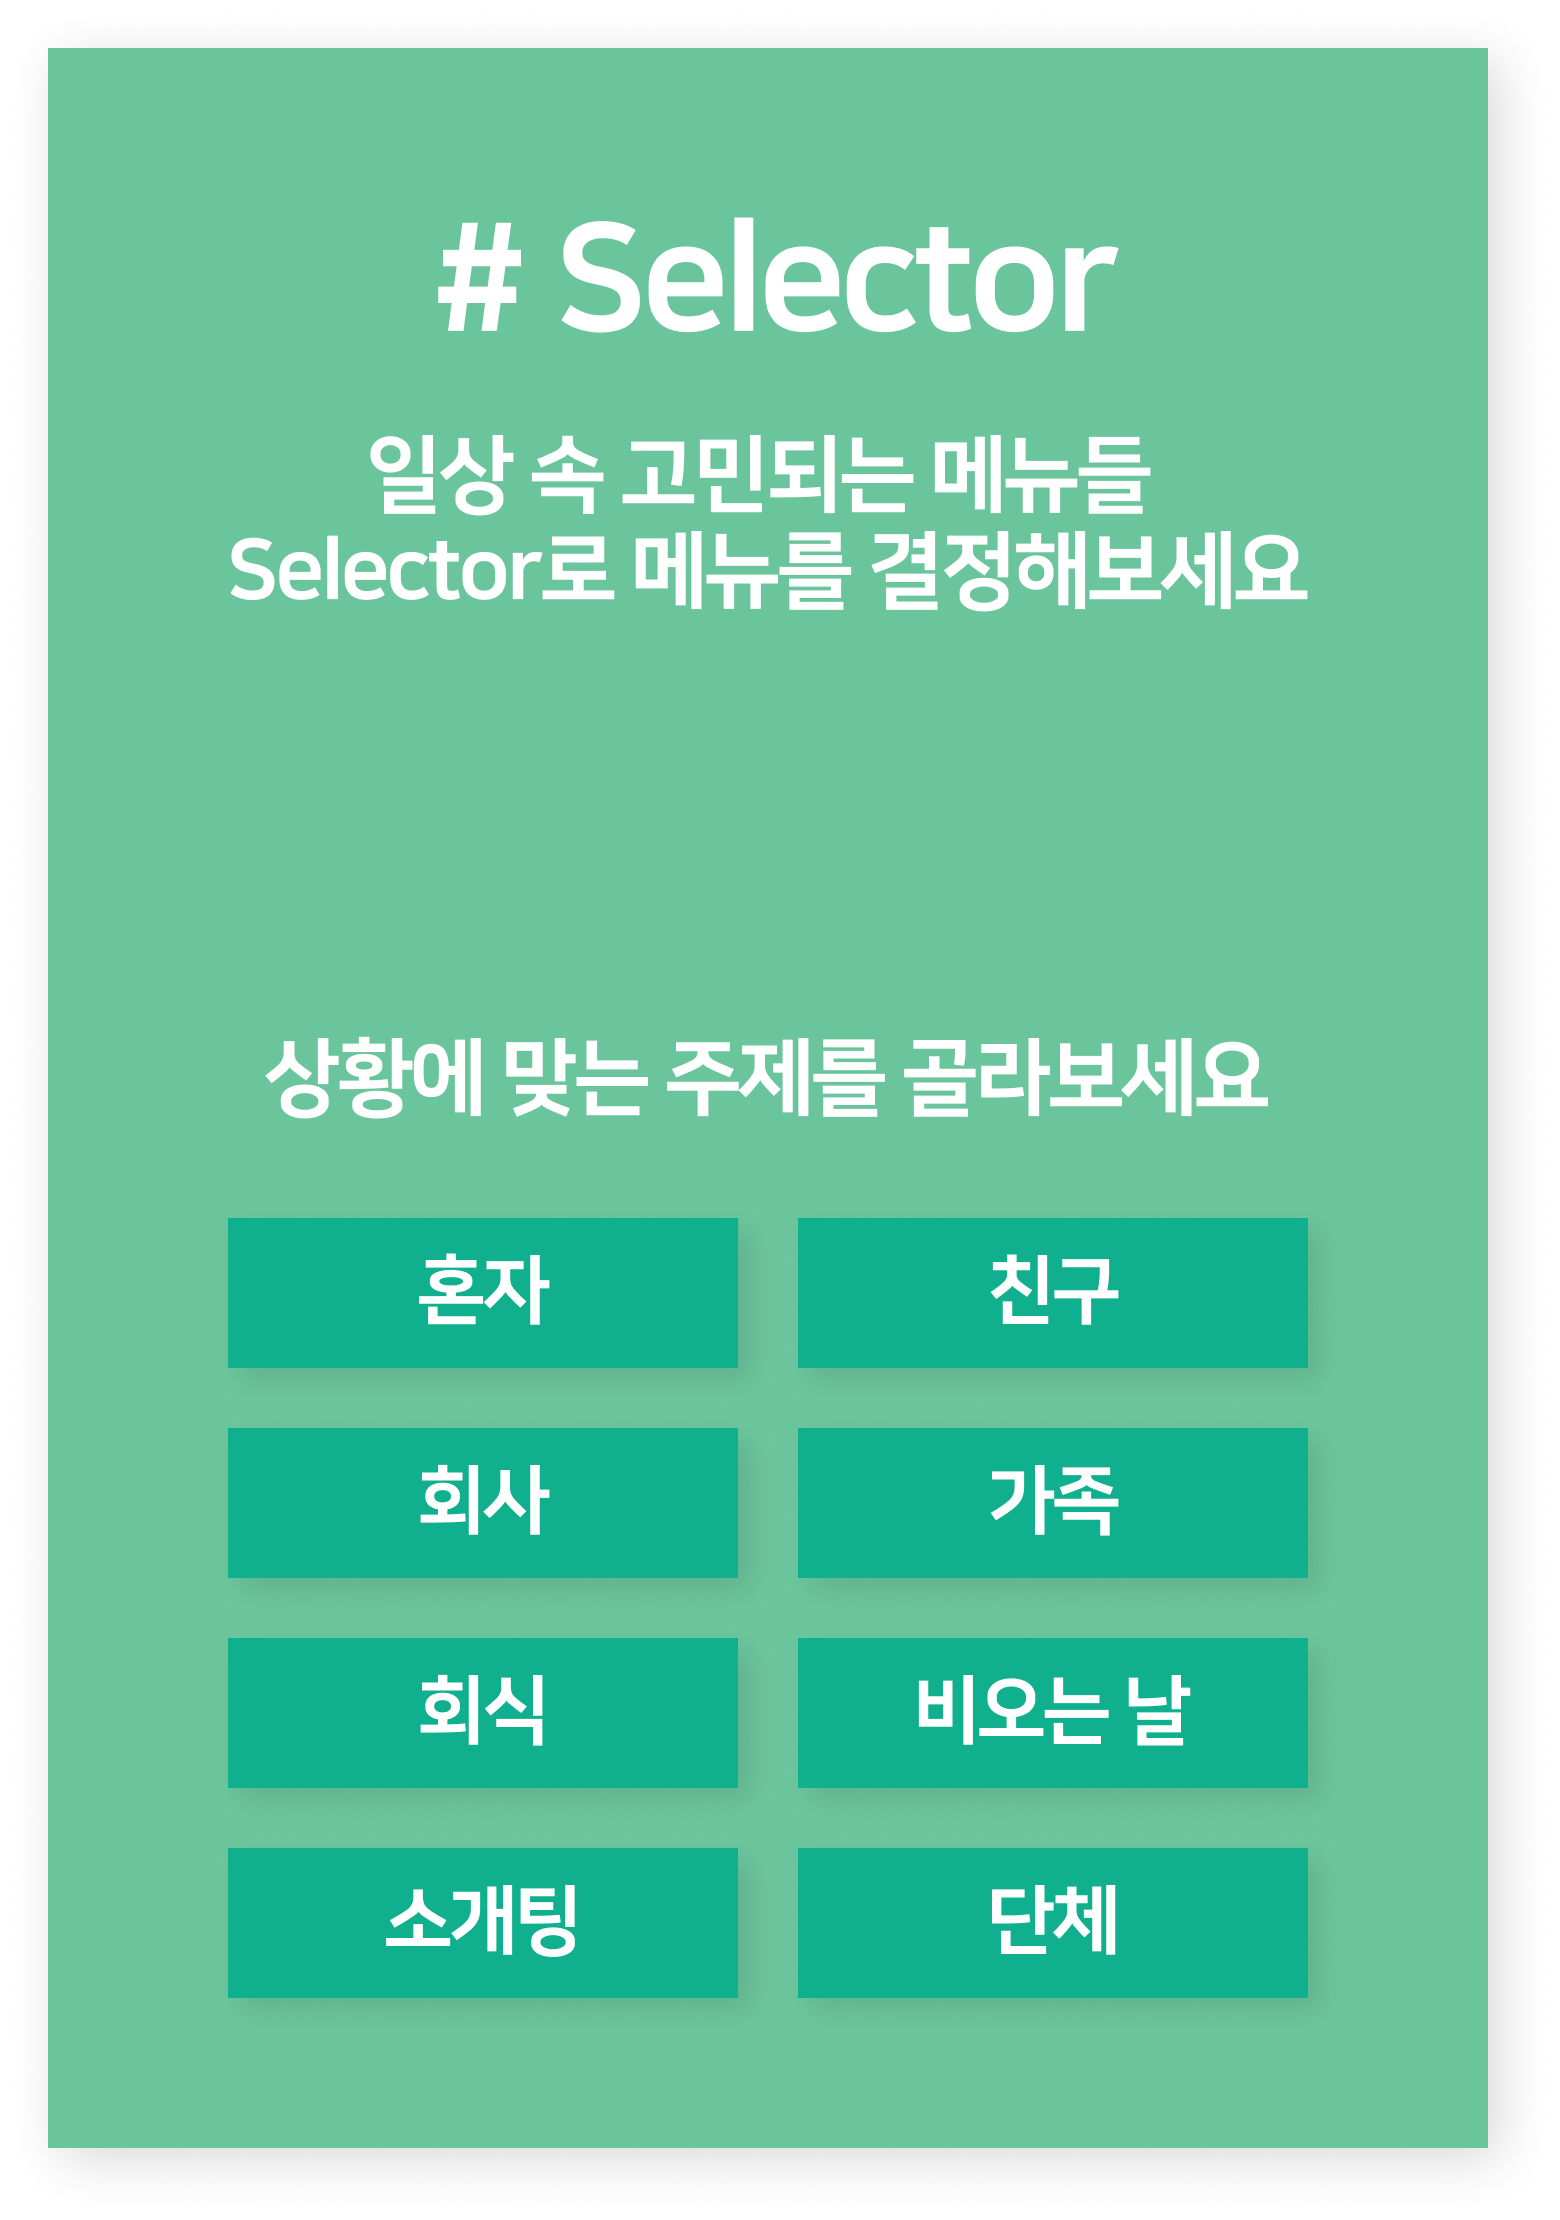 # Selector
일상 속 고민되는 메뉴들
Selector로 메뉴를 결정해보세요
상황에 맞는 주제를 골라보세요
혼자
친구
회사
가족
회식
비오는 날
소개팅
단체